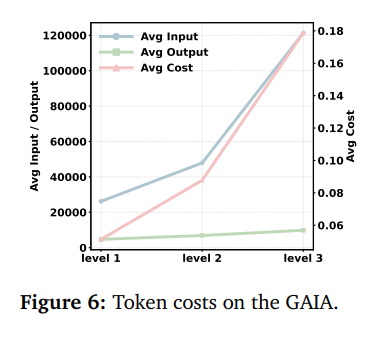 Avg Input / Output
120000
100000
80000
60000
40000
20000
0
Avg Input
Avg Output
Avg Cost
0.18
0.16
0.14
0.12
0.10
0.08
0.06
Avg Cost
level 1 level 2 level 3
Figure 6: Token costs on the GAIA.